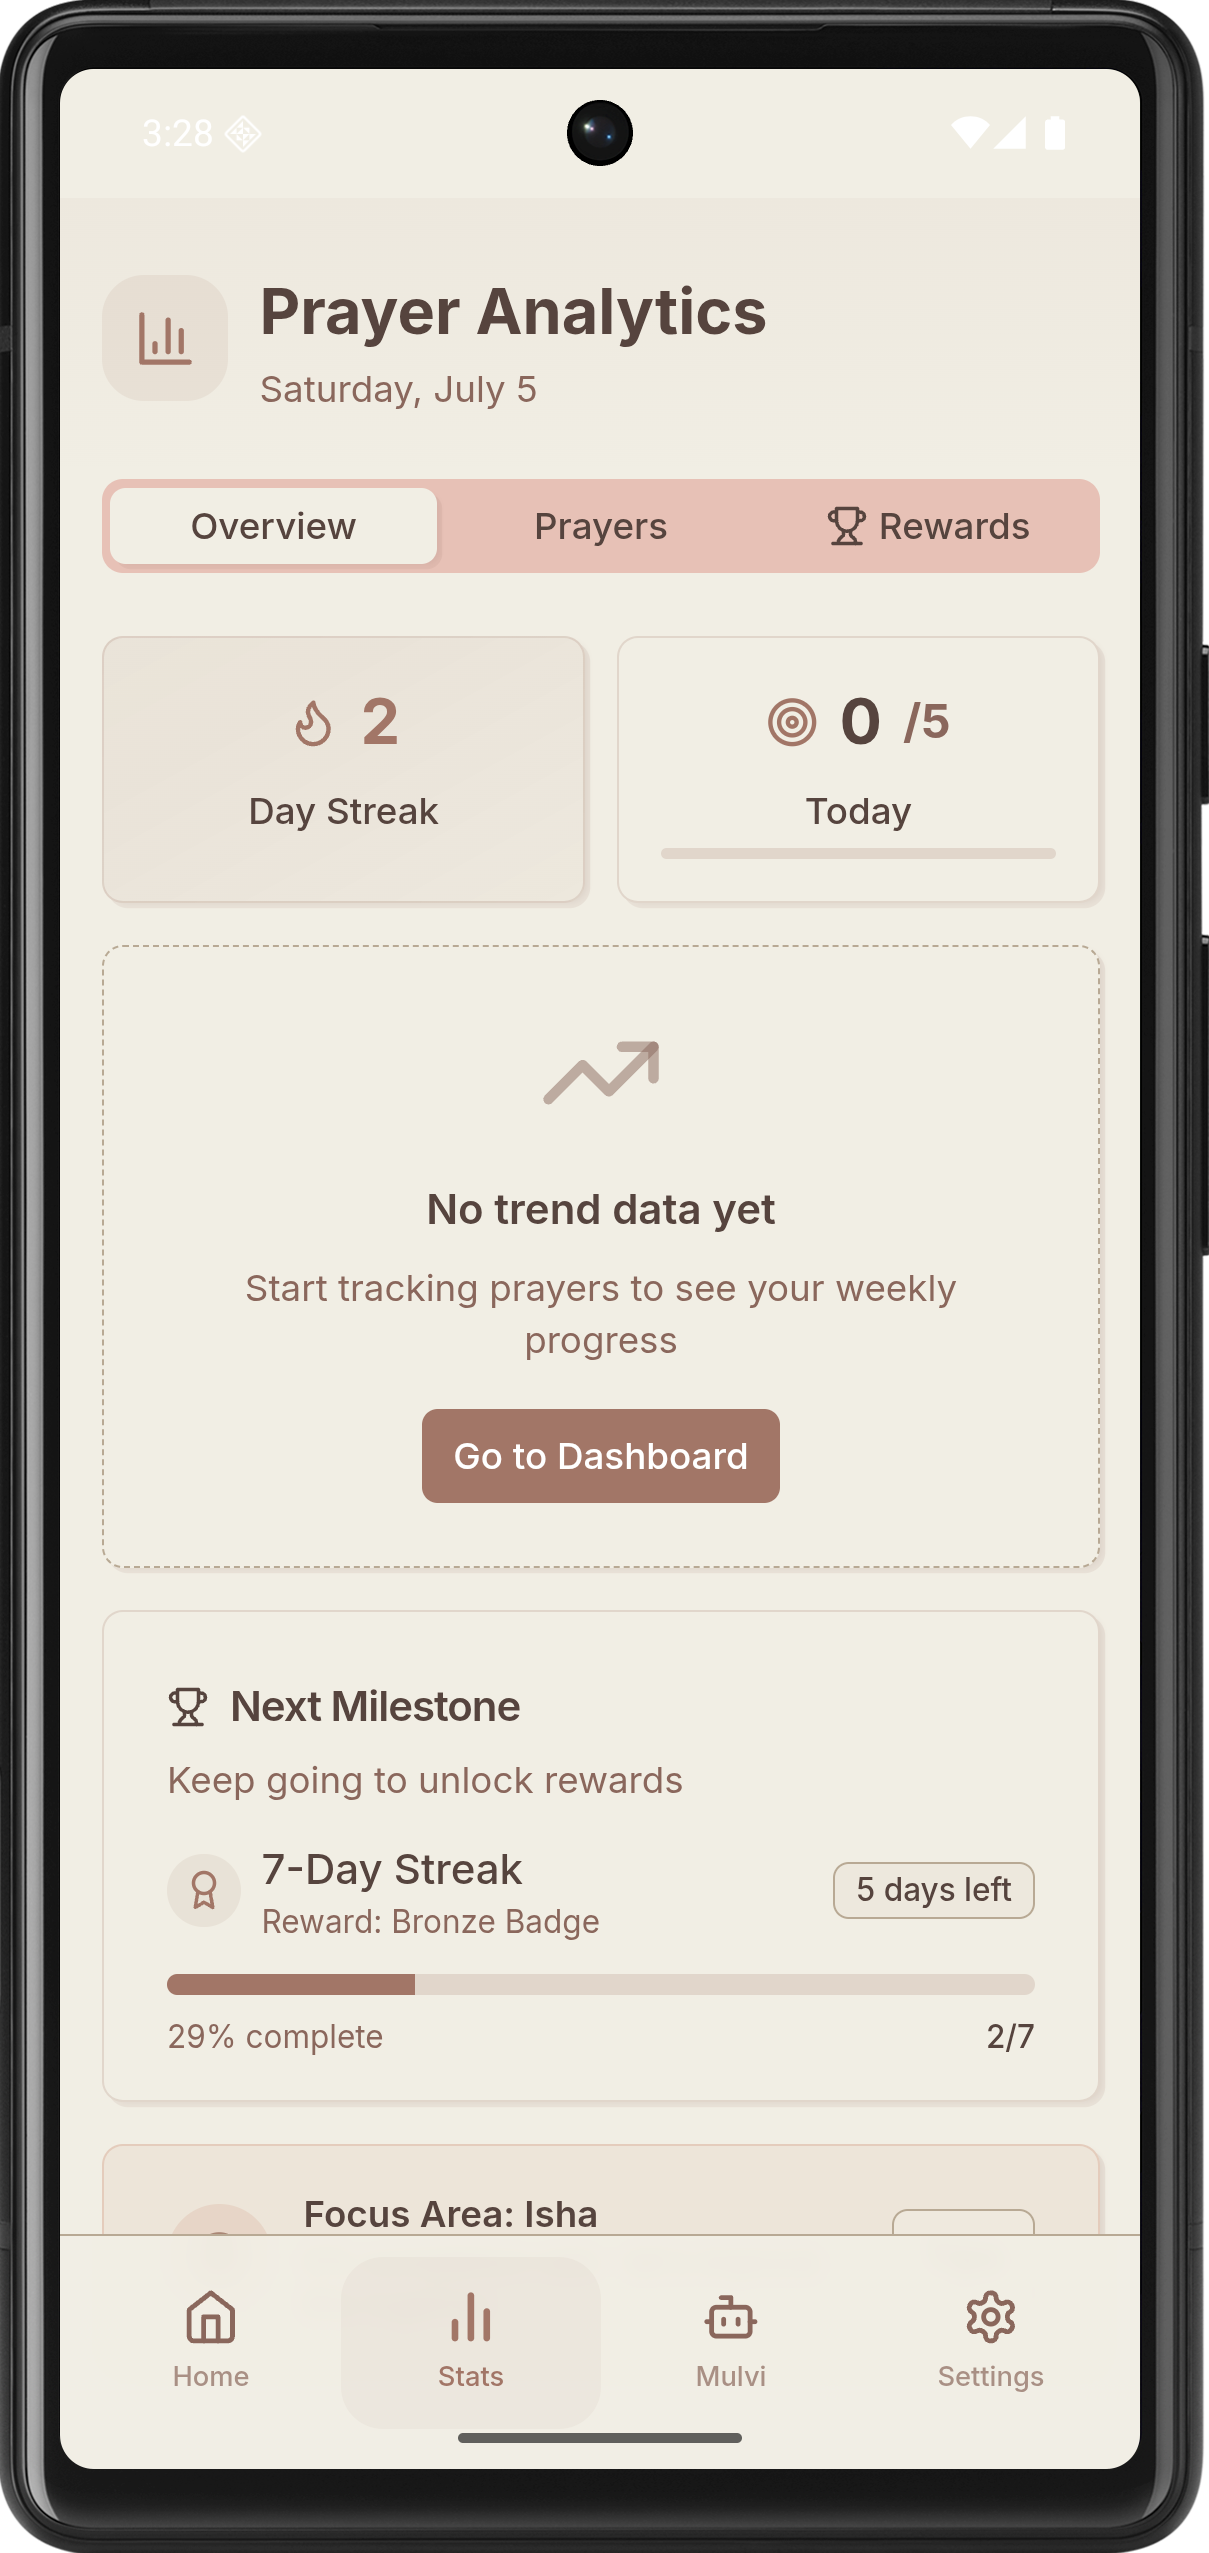 3:28
Prayer Analytics
Saturday, July 5
Overview
Prayers
Rewards
2
Day Streak
0 /5
Today
No trend data yet
Start tracking prayers to see your weekly
progress
Go to Dashboard
Next Milestone
Keep going to unlock rewards
7-Day Streak
Reward: Bronze Badge
5 days left
29% complete
2/7
Focus Area: Isha
Home
Stats
Mulvi
Settings